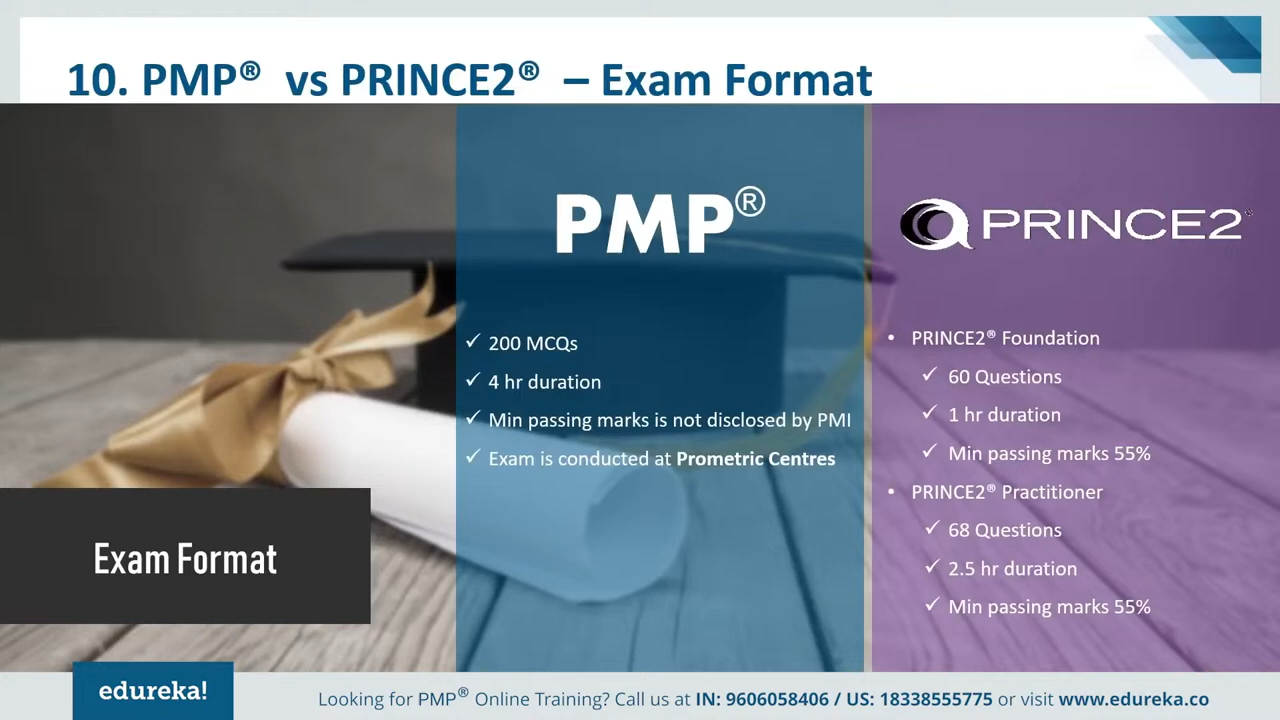 10. PMP® vs PRINCE2® – Exam Format
PMP®
✓ 200 MCQs
✓ 4 hr duration
✓ Min passing marks is not disclosed by PMI
✓ Exam is conducted at Prometric Centres
PRINCE2®
• PRINCE2® Foundation
✓ 60 Questions
✓ 1 hr duration
✓ Min passing marks 55%
• PRINCE2® Practitioner
✓ 68 Questions
✓ 2.5 hr duration
✓ Min passing marks 55%
Exam Format
edureka!
Looking for PMP® Online Training? Call us at IN: 9606058406 / US: 18338555775 or visit www.edureka.co